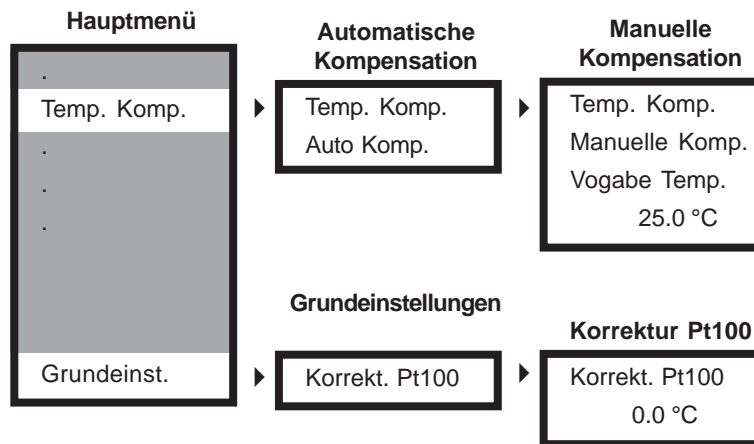 Hauptmenü
.
Temp. Komp.
.
.
.
Grundeinst.
Automatische
Kompensation
Temp. Komp.
Auto Komp.
Manuelle
Kompensation
Temp. Komp.
Manuelle Komp.
Vogabe Temp.
25.0 °C
Grundeinstellungen
Korrekt. Pt100
Korrektur Pt100
Korrekt. Pt100
0.0 °C